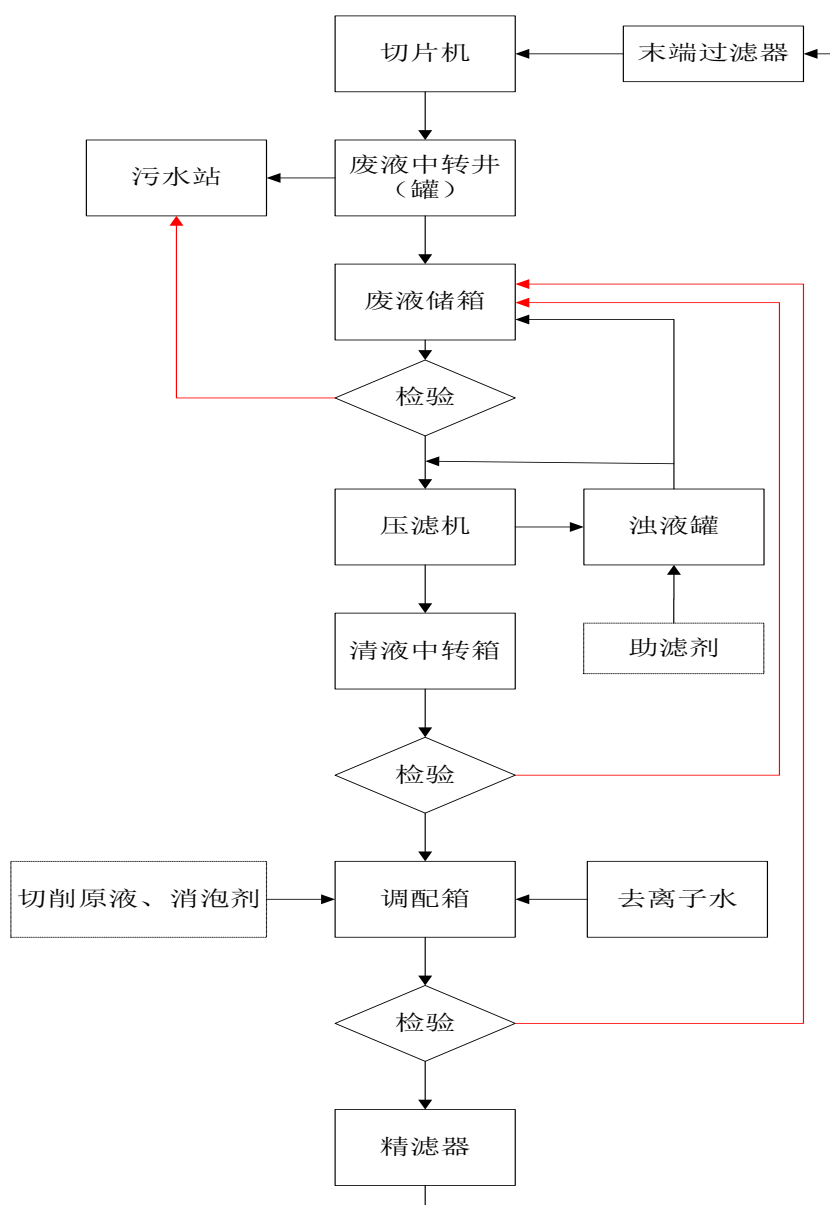 切片机
末端过滤器
污水站
废液中转井
（罐）
废液储箱
检验
压滤机
浊液罐
清液中转箱
助滤剂
检验
切削原液、消泡剂
调配箱
去离子水
检验
精滤器